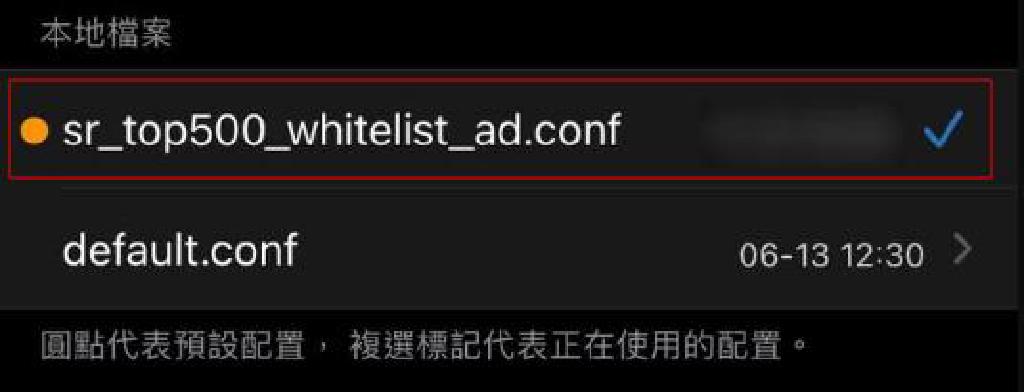 本地檔案
sr_top500_whitelist_ad.conf
default.conf 06-13 12:30
圓點代表預設配置， 複選標記代表正在使用的配置。